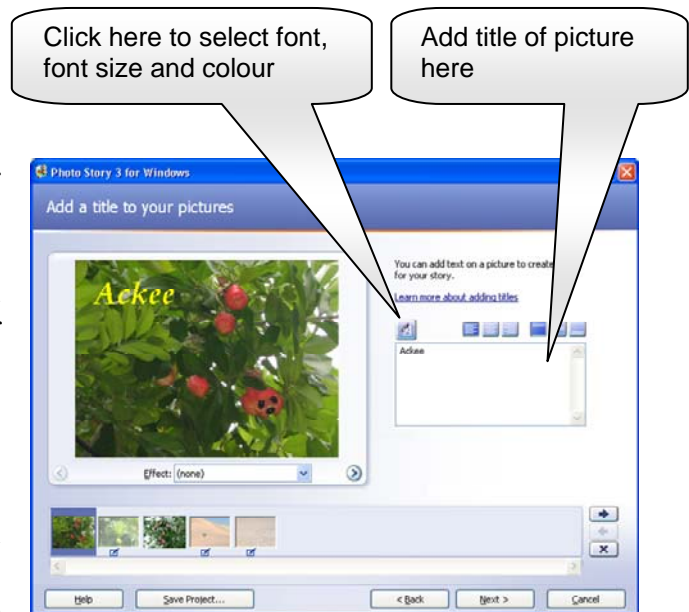 Click here to select font,
font size and colour
Add title of picture
here
Photo Story 3 for Windows
Add a title to your pictures
You can add text on a picture to create
for your story.
Learn more about adding titles
Ackee
Ackee
Effect: (none)
Help
Save Project...
< Back
Next >
Cancel